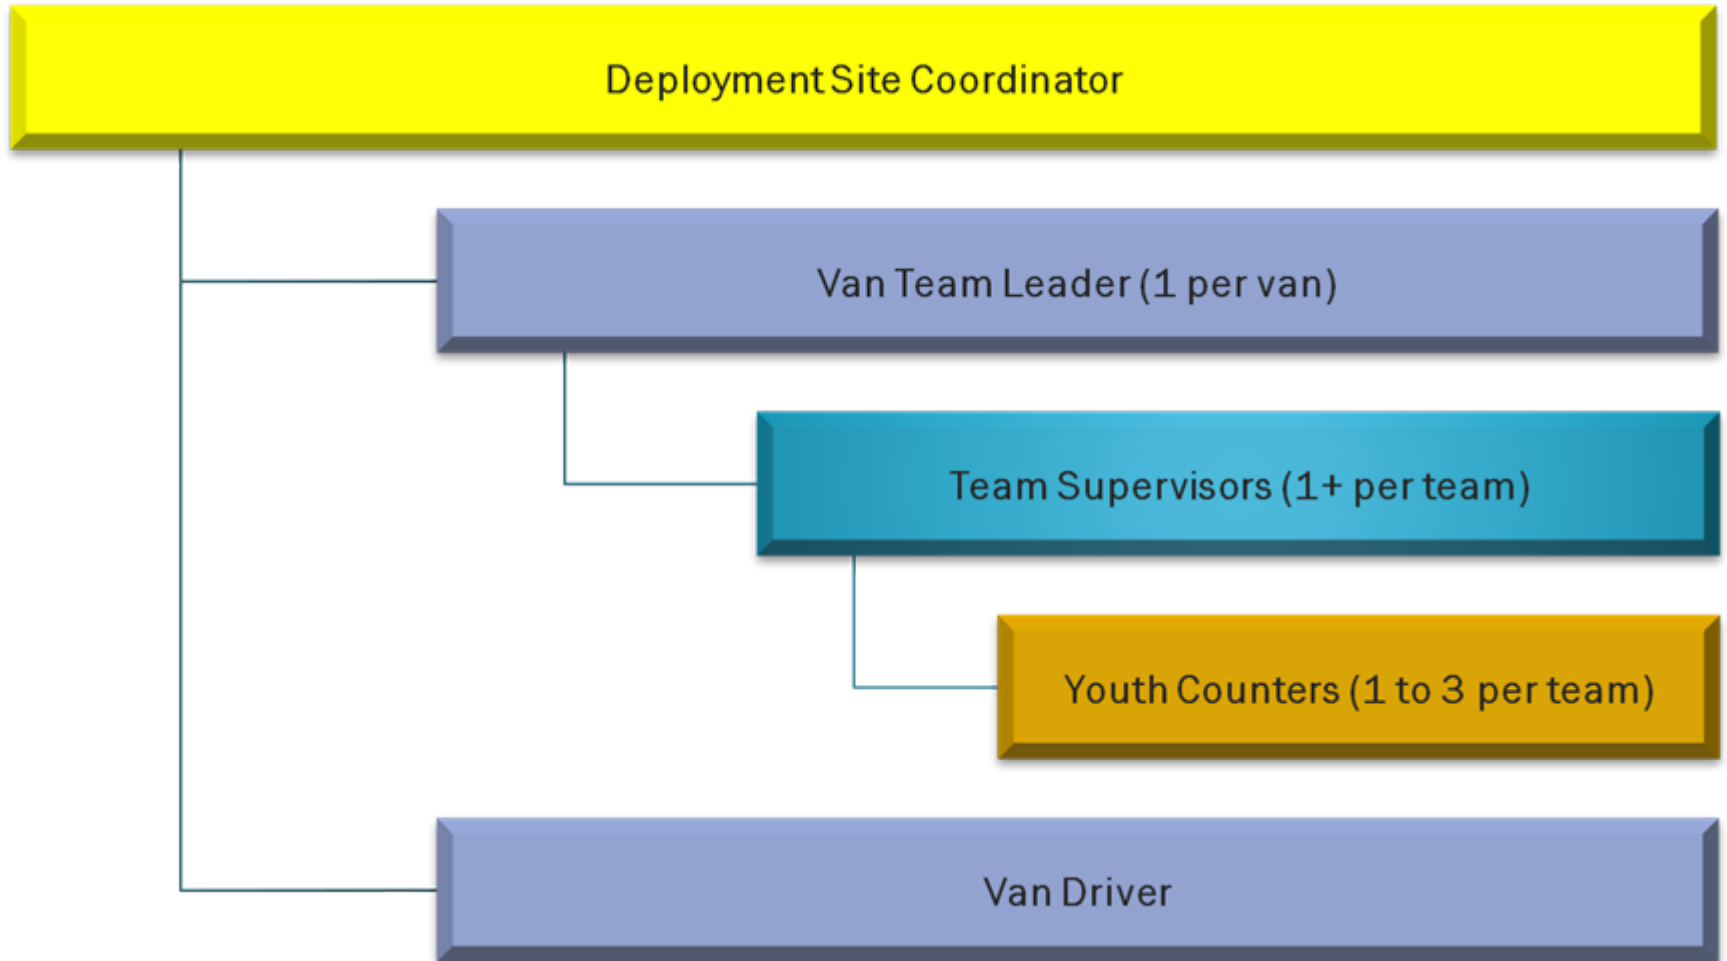 Deployment Site Coordinator
Van Team Leader (1 per van)
Team Supervisors (1+ per team)
Youth Counters (1 to 3 per team)
Van Driver